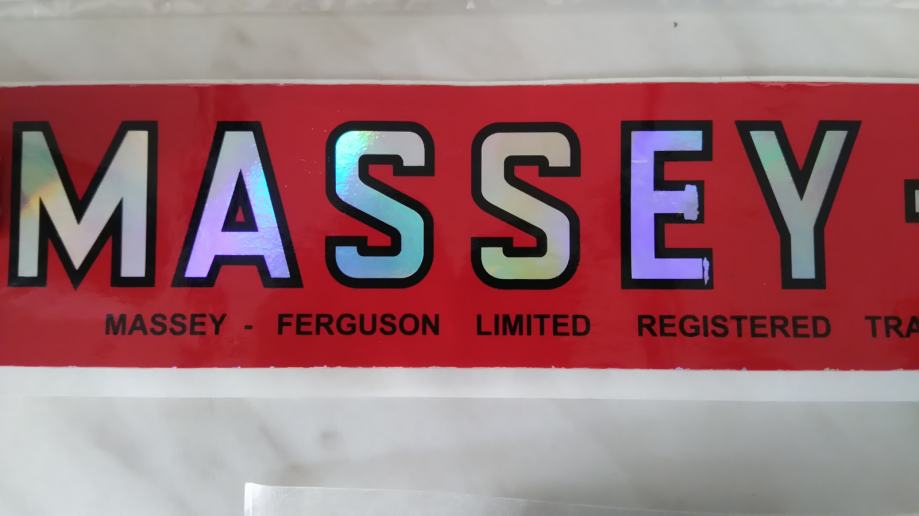 MASSEY -
MASSEY - FERGUSON LIMITED REGISTERED